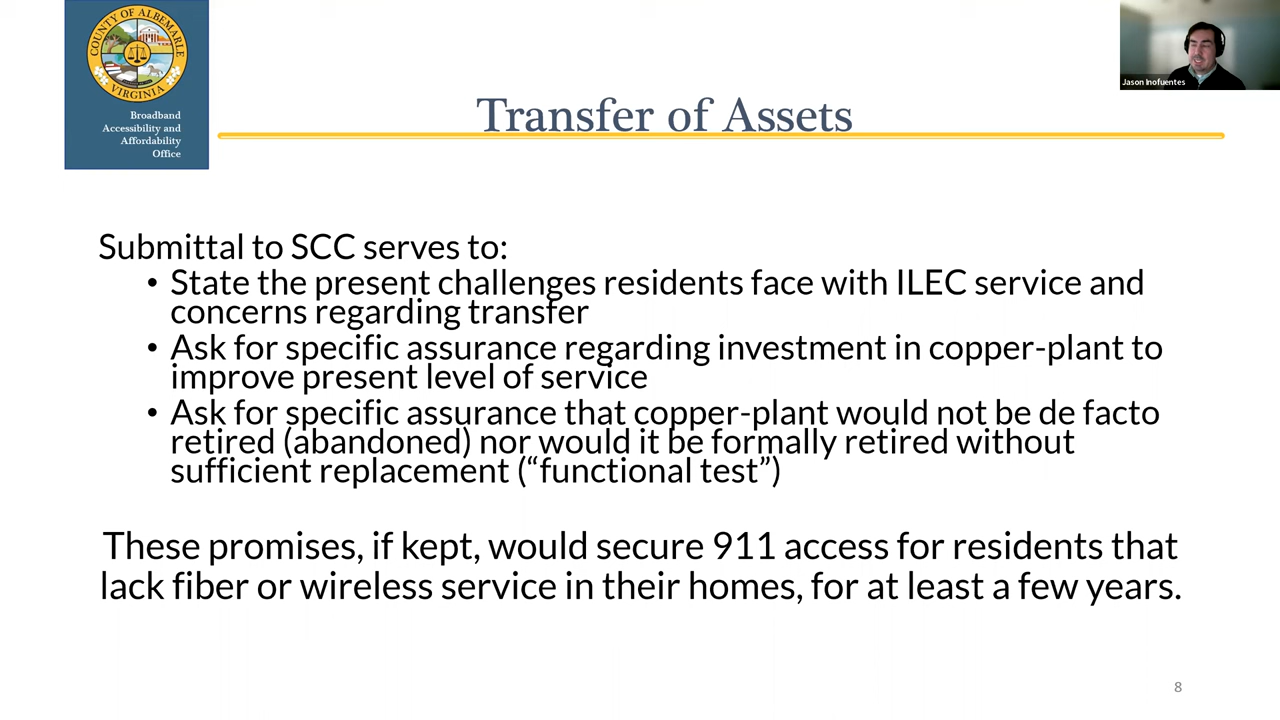 COUNTY OF ALBEMARLE
VIRGINIA
Broadband
Accessibility and
Affordability
Office
Jason Inofuentes
Transfer of Assets
Submittal to SCC serves to:
• State the present challenges residents face with ILEC service and
concerns regarding transfer
• Ask for specific assurance regarding investment in copper-plant to
improve present level of service
• Ask for specific assurance that copper-plant would not be de facto
retired (abandoned) nor would it be formally retired without
sufficient replacement (“functional test”)
These promises, if kept, would secure 911 access for residents that
lack fiber or wireless service in their homes, for at least a few years.
8